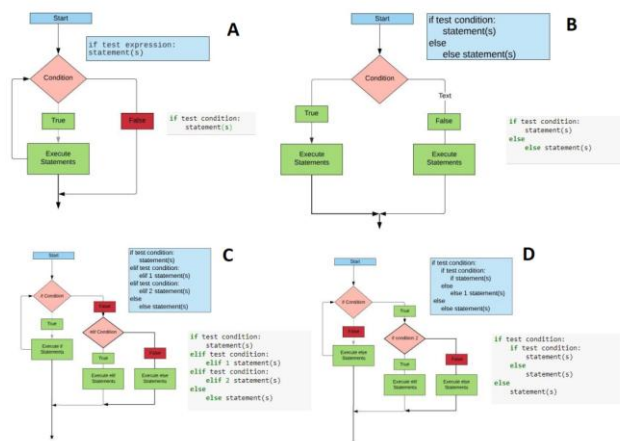 Start
A
if test expression:
statement(s)
Condition
True
False
if test condition:
statement(s)
Execute
Statements
Start
B
if test condition:
statement(s)
else
else statement(s)
Condition
Text
True
False
Execute
Statements
Execute
Statements
if test condition:
statement(s)
else
else statement(s)
Start
C
if test condition:
statement(s)
elif test condition:
elif 1 statement(s)
elif test condition:
elif 2 statement(s)
else
else statement(s)
if Condition
False
True
elif Condition
Execute if
Statements
True
False
Execute elif
Statements
Execute else
Statements
if test condition:
statement(s)
elif test condition:
elif 1 statement(s)
elif test condition:
elif 2 statement(s)
else
else statement(s)
Start
D
if test condition:
if test condition:
if statement(s)
else
else 1 statement(s)
else
else statement(s)
if Condition
True
False
if condition 2
Execute else
Statements
True
False
Execute elif
Statements
Execute else
Statements
if test condition:
if test condition:
statement(s)
else
statement(s)
else
statement(s)